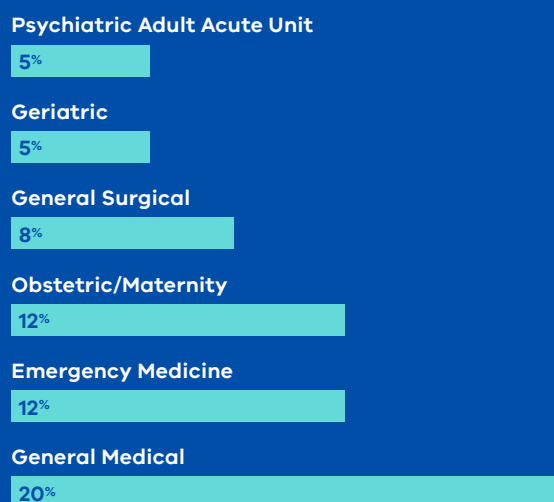 Psychiatric Adult Acute Unit
5%
Geriatric
5%
General Surgical
8%
Obstetric/Maternity
12%
Emergency Medicine
12%
General Medical
20%